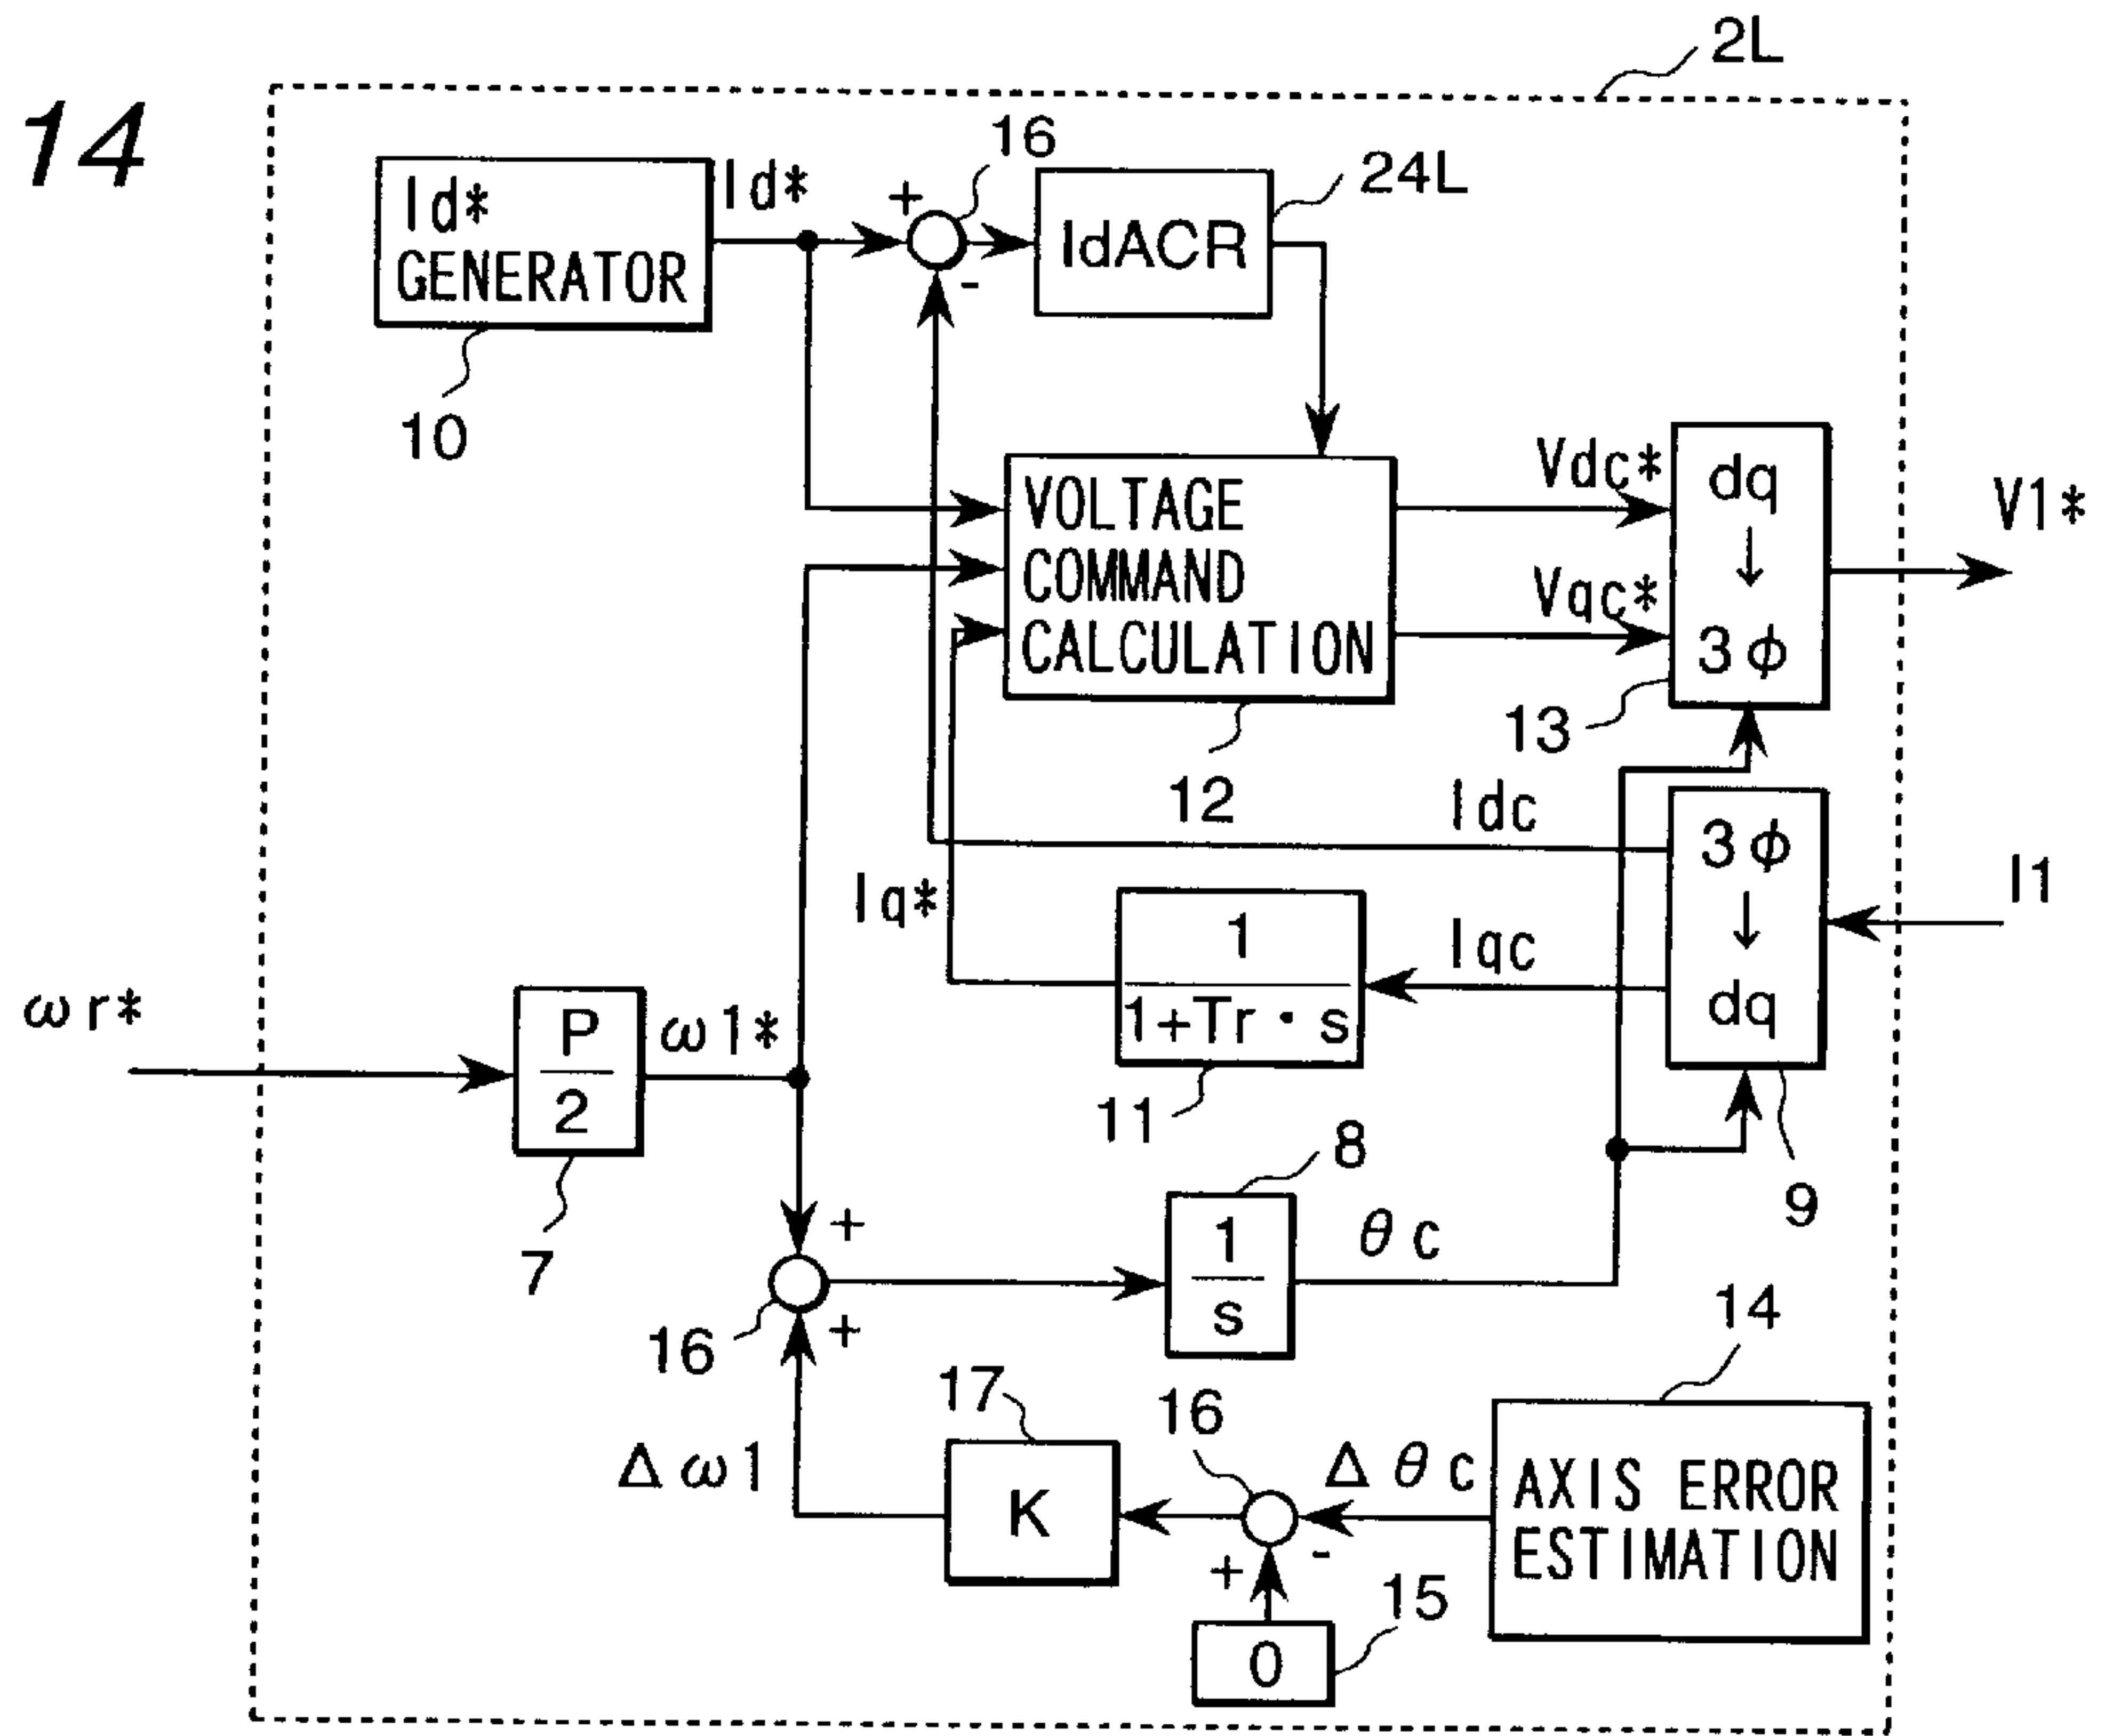 14
2L
Id*
GENERATOR
Id*
10
+
16
-
IdACR
24L
VOLTAGE
COMMAND
CALCULATION
12
Vdc*
Vqc*
dq
↓
3φ
13
V1*
Idc
3φ
↓
dq
9
I1
Iq*
1
1+Tr・s
11
Iqc
ωr*
P
2
7
ω1*
+
16
+
1
s
8
θc
Δω1
K
17
16
+
-
Δθc
0
15
AXIS ERROR
ESTIMATION
14